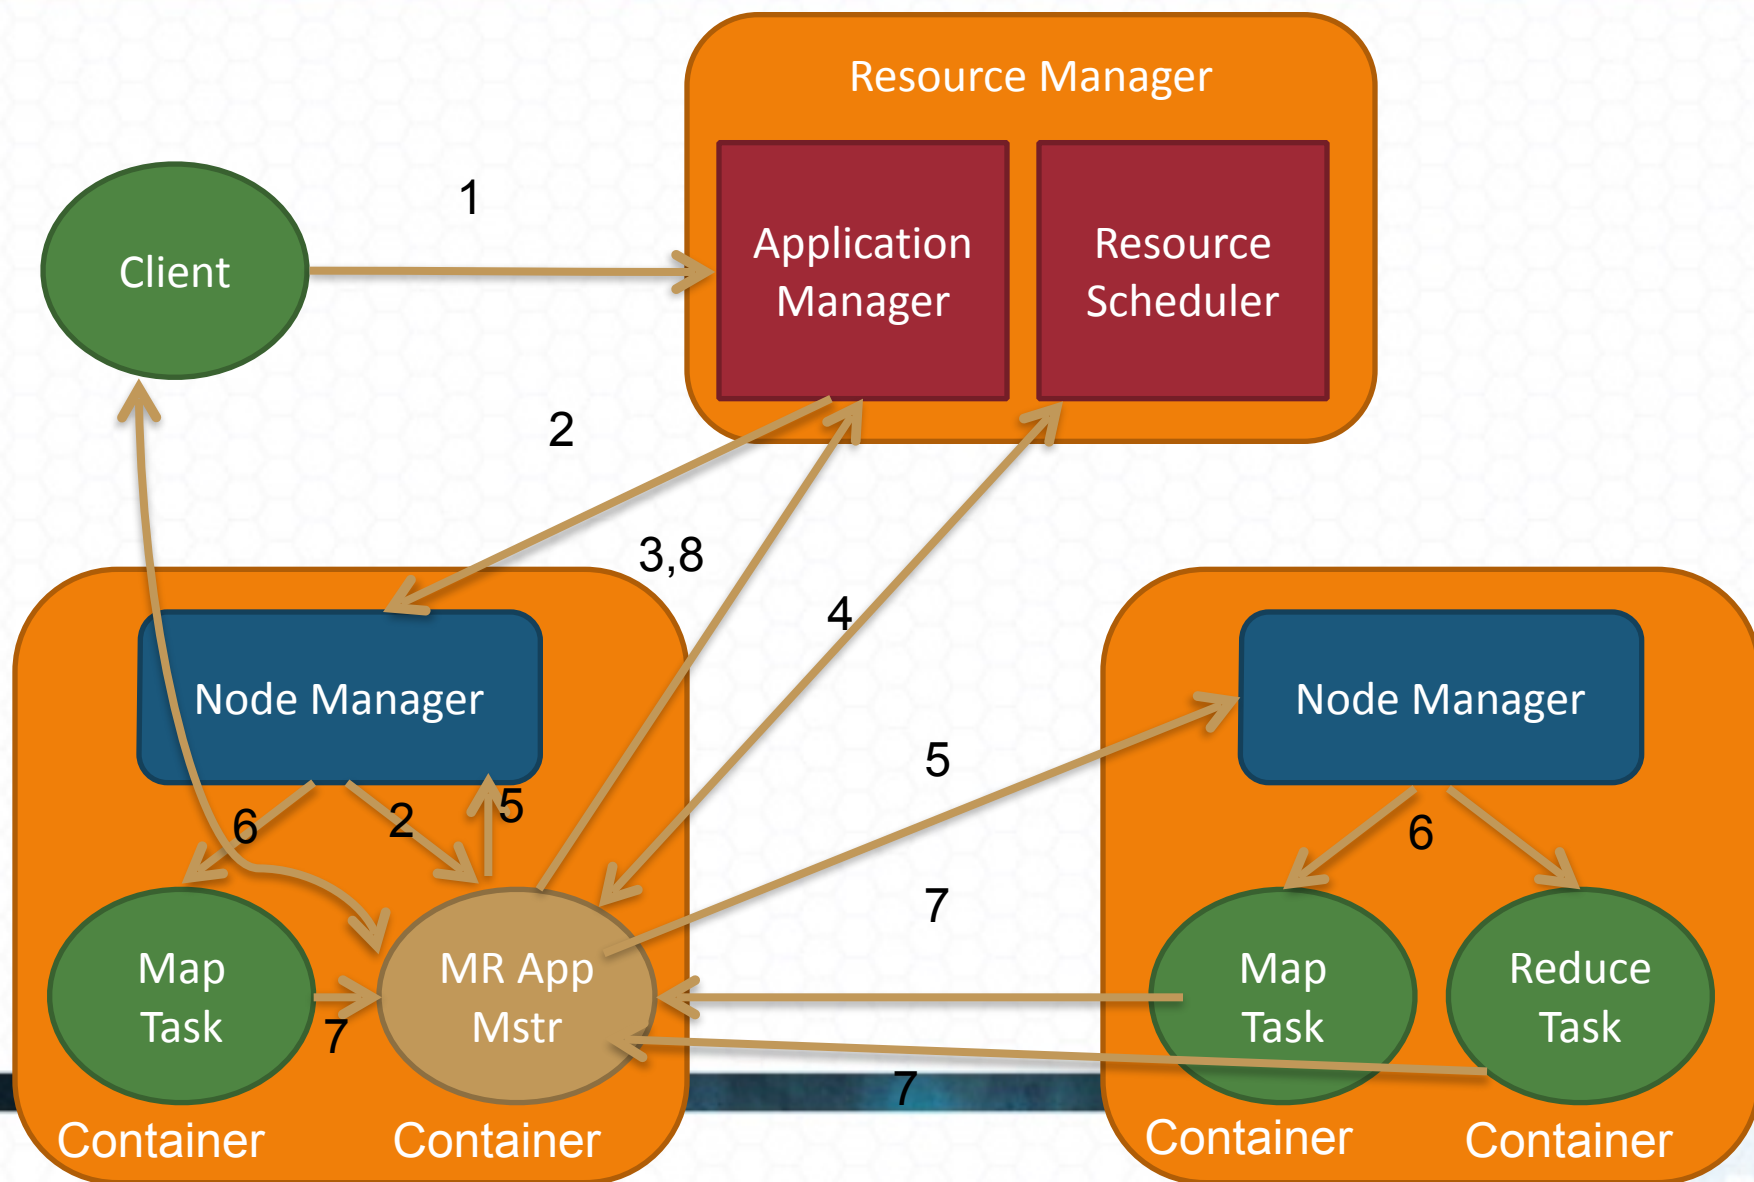 Resource Manager
1
Application
Manager
Resource
Scheduler
Client
2
3,8
4
Node Manager
Node Manager
5
6
2
5
6
7
Map
Task
MR App
Mstr
Map
Task
Reduce
Task
7
7
Container
Container
Container
Container